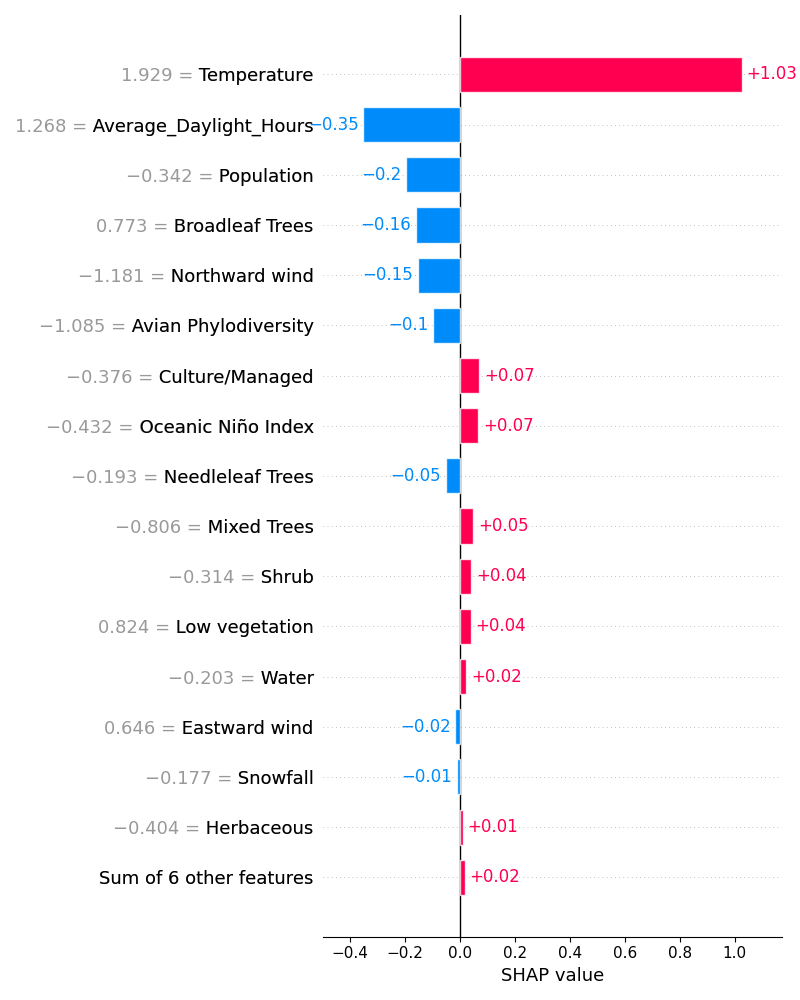 1.929 = Temperature +1.03
1.268 = Average_Daylight_Hours −0.35
−0.342 = Population −0.2
0.773 = Broadleaf Trees −0.16
−1.181 = Northward wind −0.15
−1.085 = Avian Phylodiversity −0.1
−0.376 = Culture/Managed +0.07
−0.432 = Oceanic Niño Index +0.07
−0.193 = Needleleaf Trees −0.05
−0.806 = Mixed Trees +0.05
−0.314 = Shrub +0.04
0.824 = Low vegetation +0.04
−0.203 = Water +0.02
0.646 = Eastward wind −0.02
−0.177 = Snowfall −0.01
−0.404 = Herbaceous +0.01
Sum of 6 other features +0.02
−0.4 −0.2 0.0 0.2 0.4 0.6 0.8 1.0
SHAP value